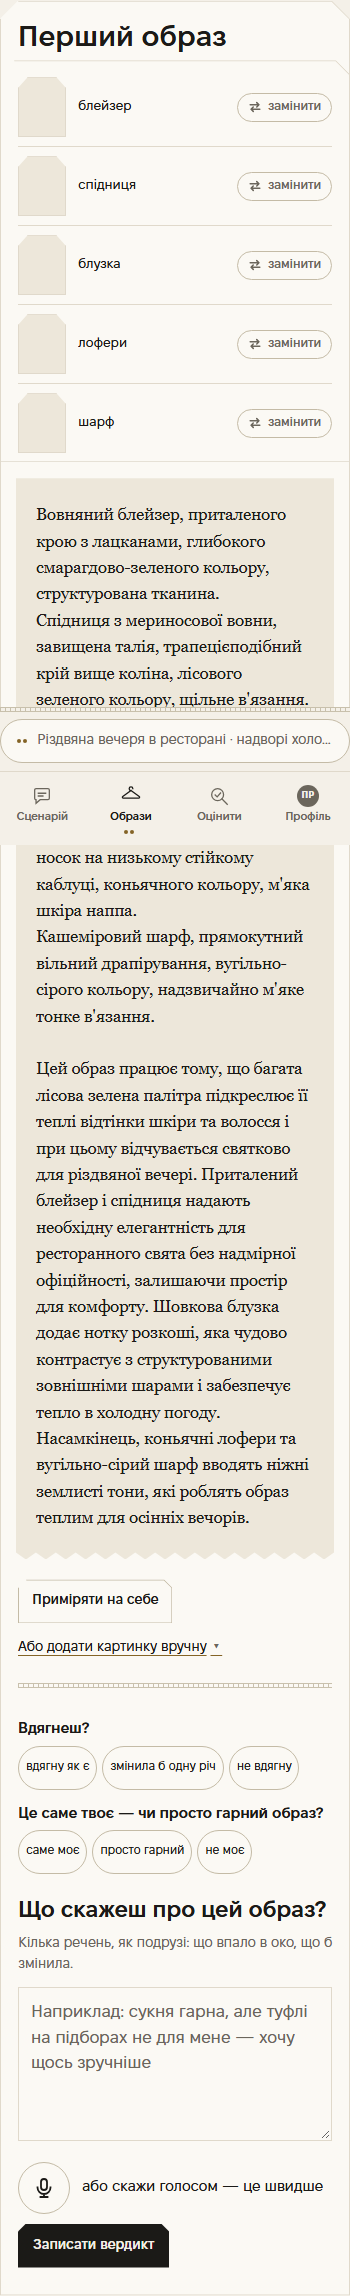 Перший образ
блейзер
замінити
спідниця
замінити
блузка
замінити
лофери
замінити
шарф
замінити
Вовняний блейзер, приталеного
крою з лацканами, глибокого
смарагдово-зеленого кольору,
структурована тканина.
Спідниця з мериносової вовни,
завищена талія, трапецієподібний
крій вище коліна, лісового
зеленого кольору, щільне в'язання.
Різдвяна вечеря в ресторані · надворі холо...
Сценарій
Образи
Оцінити
ПР
Профіль
носок на низькому стійкому
каблуці, коньячного кольору, м'яка
шкіра наппа.
Кашеміровий шарф, прямокутний
вільний драпірування, вугільно-
сірого кольору, надзвичайно м'яке
тонке в'язання.
Цей образ працює тому, що багата
лісова зелена палітра підкреслює її
теплі відтінки шкіри та волосся і
при цьому відчувається святково
для різдвяної вечері. Приталений
блейзер і спідниця надають
необхідну елегантність для
ресторанного свята без надмірної
офіційності, залишаючи простір
для комфорту. Шовкова блузка
додає нотку розкоші, яка чудово
контрастує з структурованими
зовнішніми шарами і забезпечує
тепло в холодну погоду.
Насамкінець, коньячні лофери та
вугільно-сірий шарф вводять ніжні
землисті тони, які роблять образ
теплим для осінніх вечорів.
Приміряти на себе
Або додати картинку вручну
Вдягнеш?
вдягну як є
змінила б одну річ
не вдягну
Це саме твоє — чи просто гарний образ?
саме моє
просто гарний
не моє
Що скажеш про цей образ?
Кілька речень, як подрузі: що впало в око, що б
змінила.
Наприклад: сукня гарна, але туфлі
на підборах не для мене — хочу
щось зручніше
або скажи голосом — це швидше
Записати вердикт